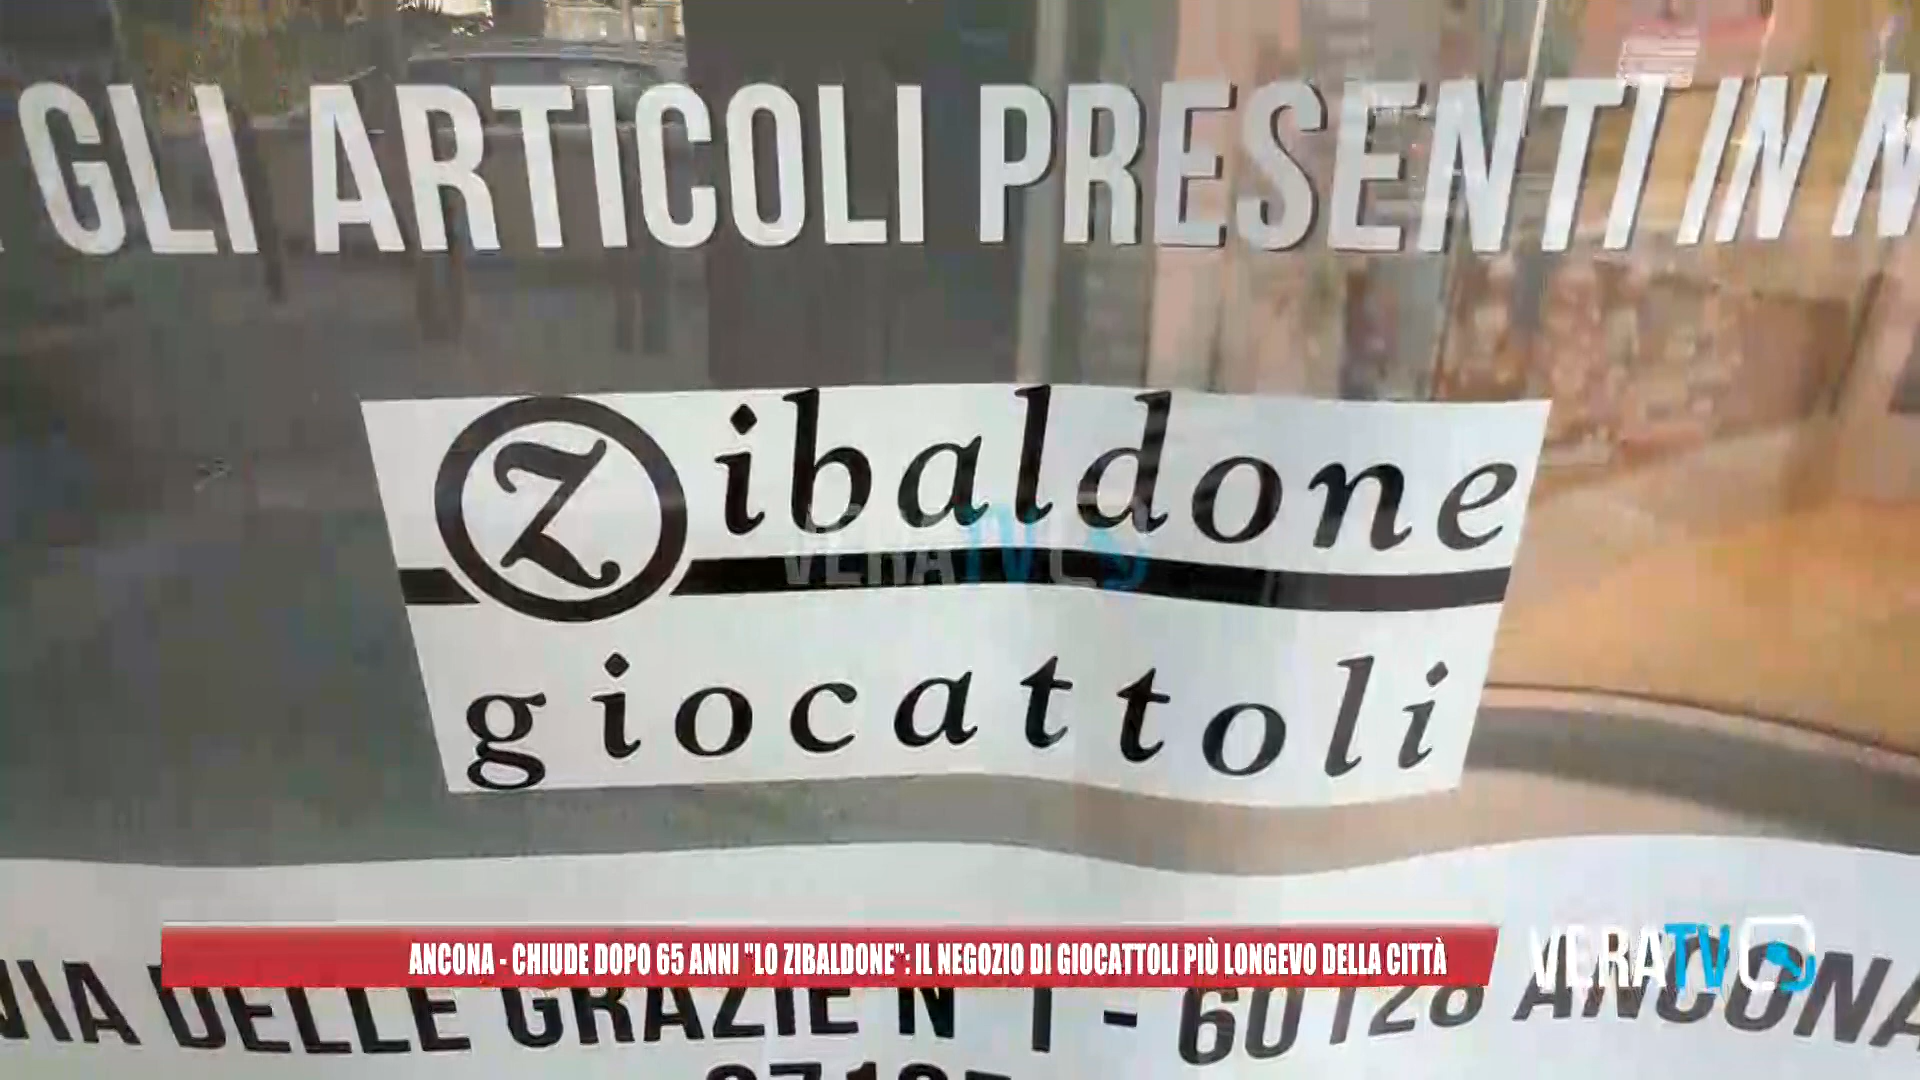 GLI ARTICOLI PRESENTI IN
Zibaldone
giocattoli
VERATV
ANCONA - CHIUDE DOPO 65 ANNI "LO ZIBALDONE": IL NEGOZIO DI GIOCATTOLI PIÙ LONGEVO DELLA CITTÀ
VERATV
VIA DELLE GRAZIE N° 1 - 60128 ANCONA